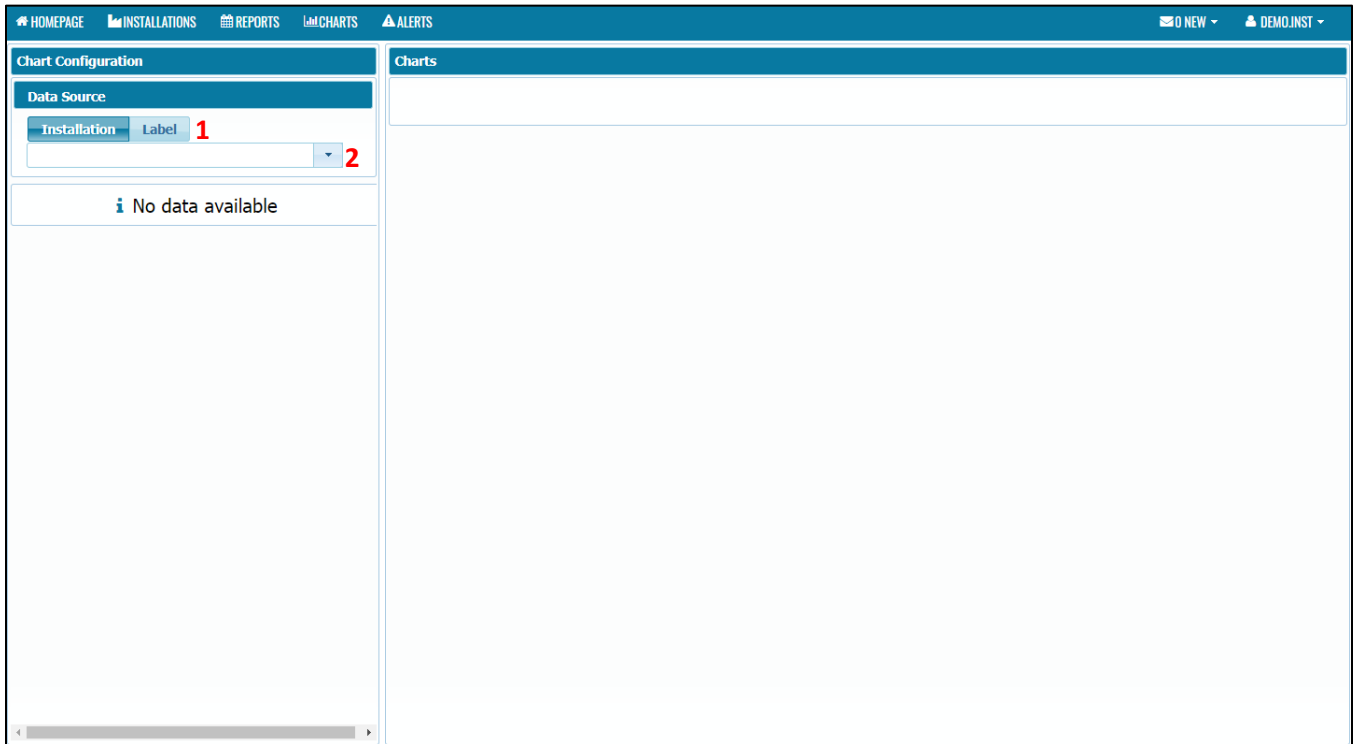 HOMEPAGE INSTALLATIONS REPORTS CHARTS ALERTS 0 NEW DEMO.INST
Chart Configuration
Charts
Data Source
Installation Label 1
2
i No data available